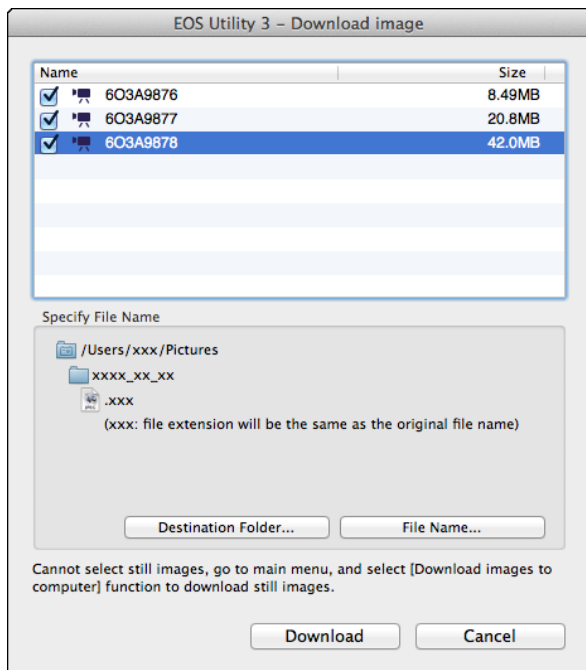 EOS Utility 3 – Download image
Name Size
6O3A9876 8.49MB
6O3A9877 20.8MB
6O3A9878 42.0MB
Specify File Name
/Users/xxx/Pictures
xxxx_xx_xx
.xxx
(xxx: file extension will be the same as the original file name)
Destination Folder... File Name...
Cannot select still images, go to main menu, and select [Download images to
computer] function to download still images.
Download Cancel